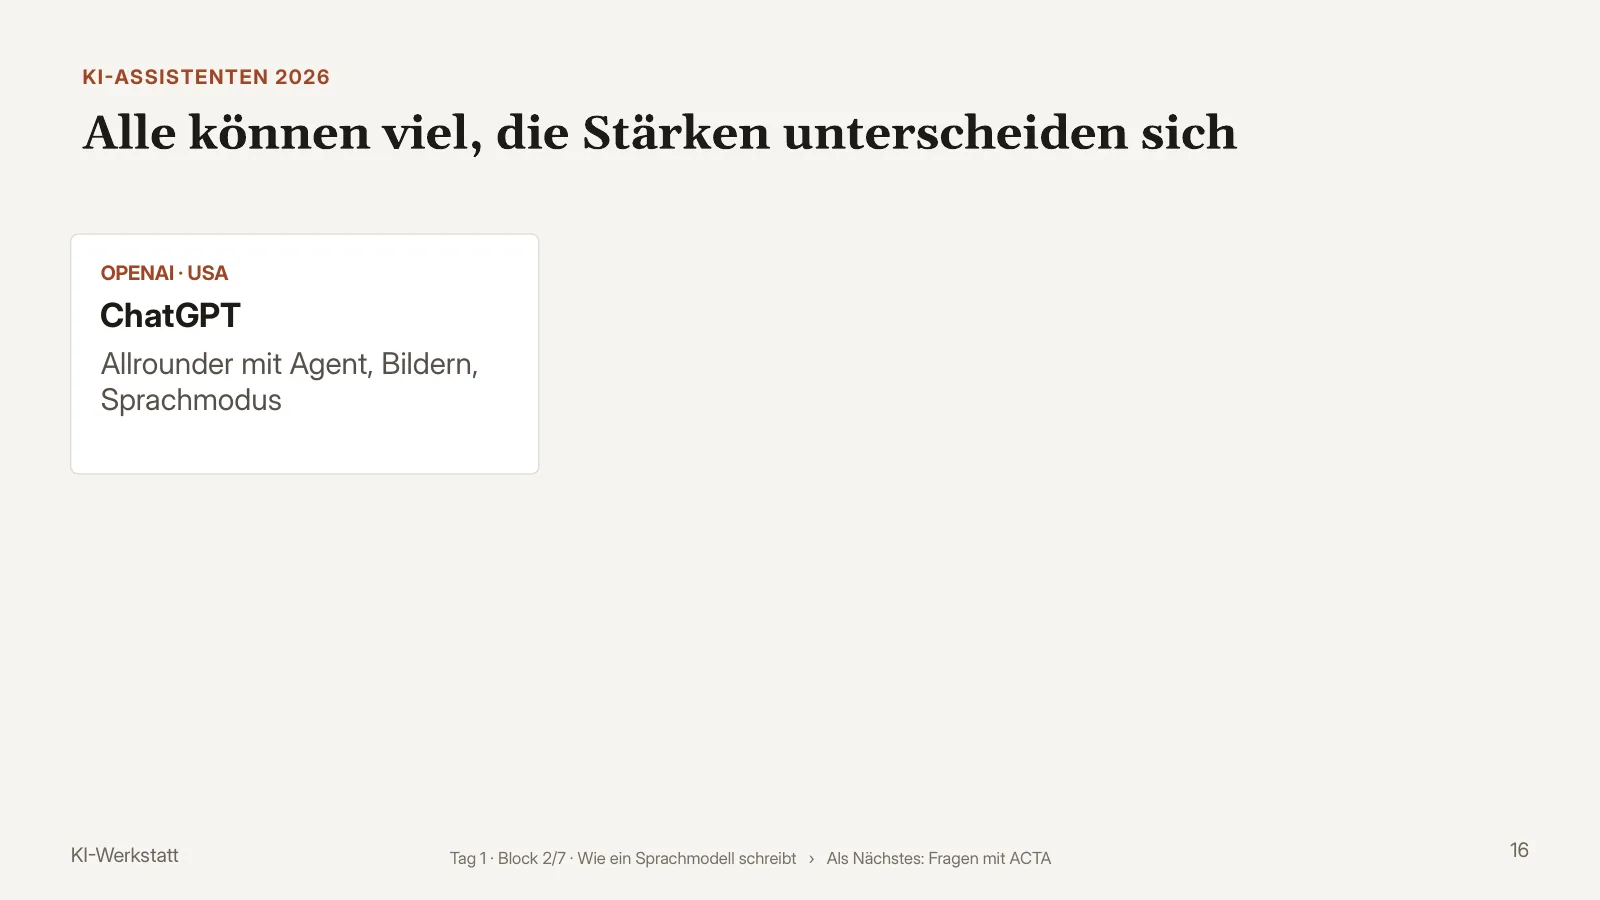 KI-ASSISTENTEN 2026
Alle können viel, die Stärken unterscheiden sich
OPENAI · USA
ChatGPT
Allrounder mit Agent, Bildern,
Sprachmodus
KI-Werkstatt
Tag 1 · Block 2/7 · Wie ein Sprachmodell schreibt › Als Nächstes: Fragen mit ACTA
16